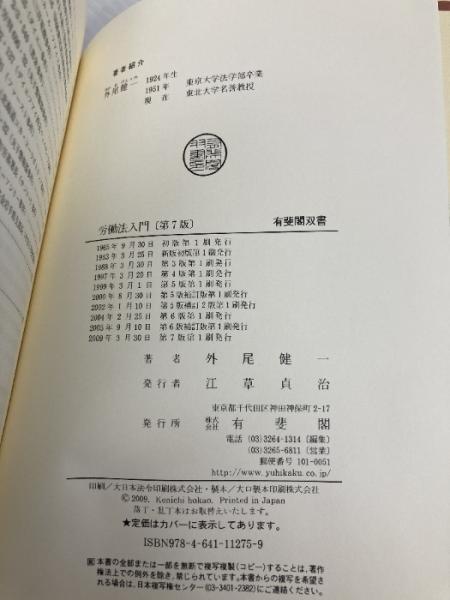 著者紹介
外尾健一
1924年生
1951年 東京大学法学部卒業
現在 東北大学名誉教授
労働法入門〔第7版〕 有斐閣双書
1965年9月30日 初版第1刷発行
1983年3月25日 新版初版第1刷発行
1988年3月30日 第3版第1刷発行
1997年3月20日 第4版第1刷発行
1999年3月1日 第5版第1刷発行
2000年8月30日 第5版補訂版第1刷発行
2002年1月10日 第5版補訂2版第1刷発行
2004年2月25日 第6版第1刷発行
2005年9月10日 第6版補訂版第1刷発行
2009年3月30日 第7版第1刷発行
著者 外尾健一
発行者 江草貞治
東京都千代田区神田神保町2-17
発行所 株式会社 有斐閣
電話 (03)3264-1314〔編集〕
(03)3265-6811〔営業〕
郵便番号 101-0051
http://www.yuhikaku.co.jp/
印刷/大日本法令印刷株式会社・製本/大口製本印刷株式会社
© 2009, Kenichi hokao. Printed in Japan
落丁・乱丁本はお取替えいたします。
★定価はカバーに表示してあります。
ISBN978-4-641-11275-9
本書の全部または一部を無断で複写複製(コピー)することは、著作
権法上での例外を除き、禁じられています。本書からの複写を希望さ
れる場合は、日本複写権センター(03-3401-2382)にご連絡ください。